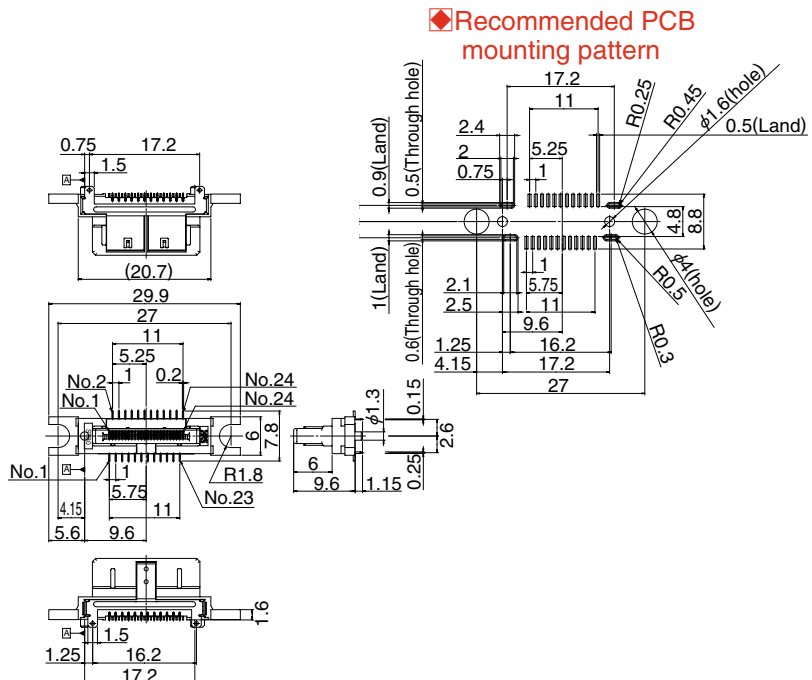 ◆Recommended PCB
mounting pattern
17.2
11
2.4
2
5.25
0.75
1
0.9(Land)
0.5(Through hole)
R0.25
R0.45
φ1.6(hole)
0.5(Land)
4.8
8.8
1(Land)
0.6(Through hole)
2.1
1
5.75
2.5
11
9.6
1.25
16.2
4.15
17.2
27
φ4(hole)
R0.5
R0.3
0.75
17.2
1.5
A
(20.7)
29.9
27
11
5.25
No.2
1
0.2
No.24
No.1
No.24
6
7.8
No.1
A
1
R1.8
5.75
No.23
4.15
11
5.6
9.6
φ1.3
0.15
2.6
6
0.25
9.6
1.15
A
1.5
1.6
1.25
16.2
17.2